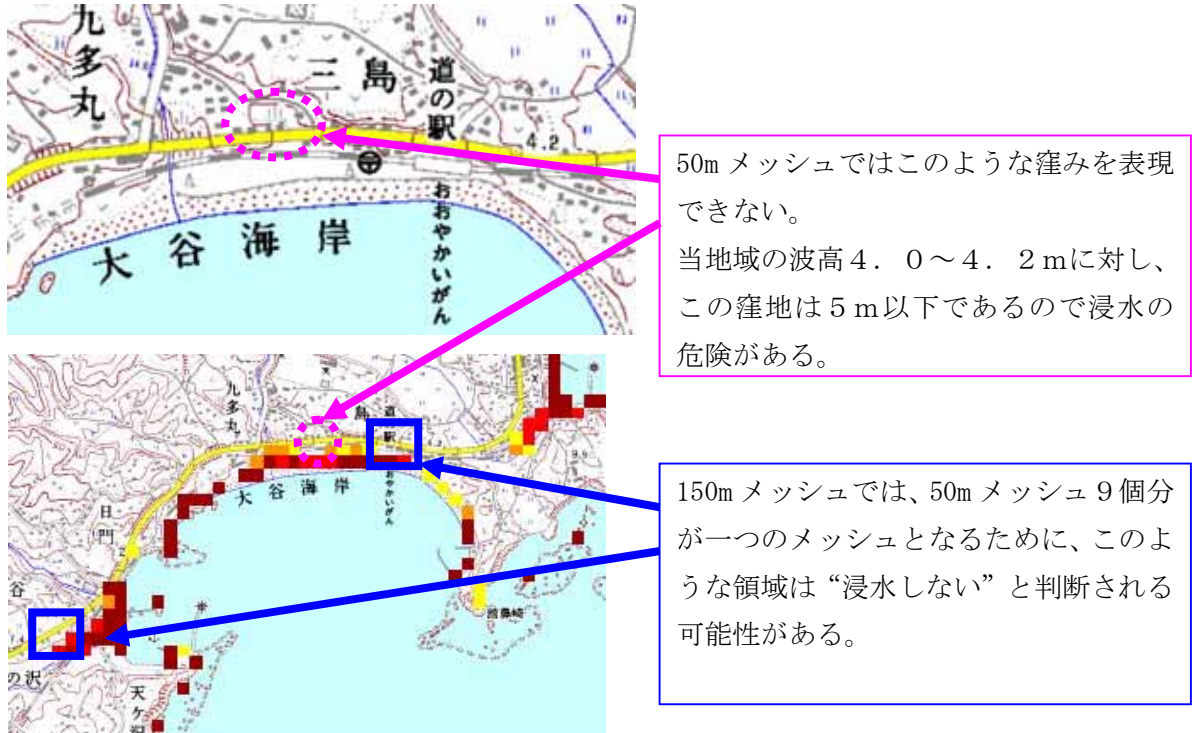 九多丸
三島
道の駅
4.2
おおやかいがん
大谷海岸
50m メッシュではこのような窪みを表現
できない。
当地域の波高４．０～４．２ｍに対し、
この窪地は５ｍ以下であるので浸水の
危険がある。
九多丸
島
道の駅
大谷海岸
おおやかいがん
日門
谷
の沢
天ケ沢
150m メッシュでは、50m メッシュ９個分
が一つのメッシュとなるために、このよ
うな領域は“浸水しない”と判断される
可能性がある。